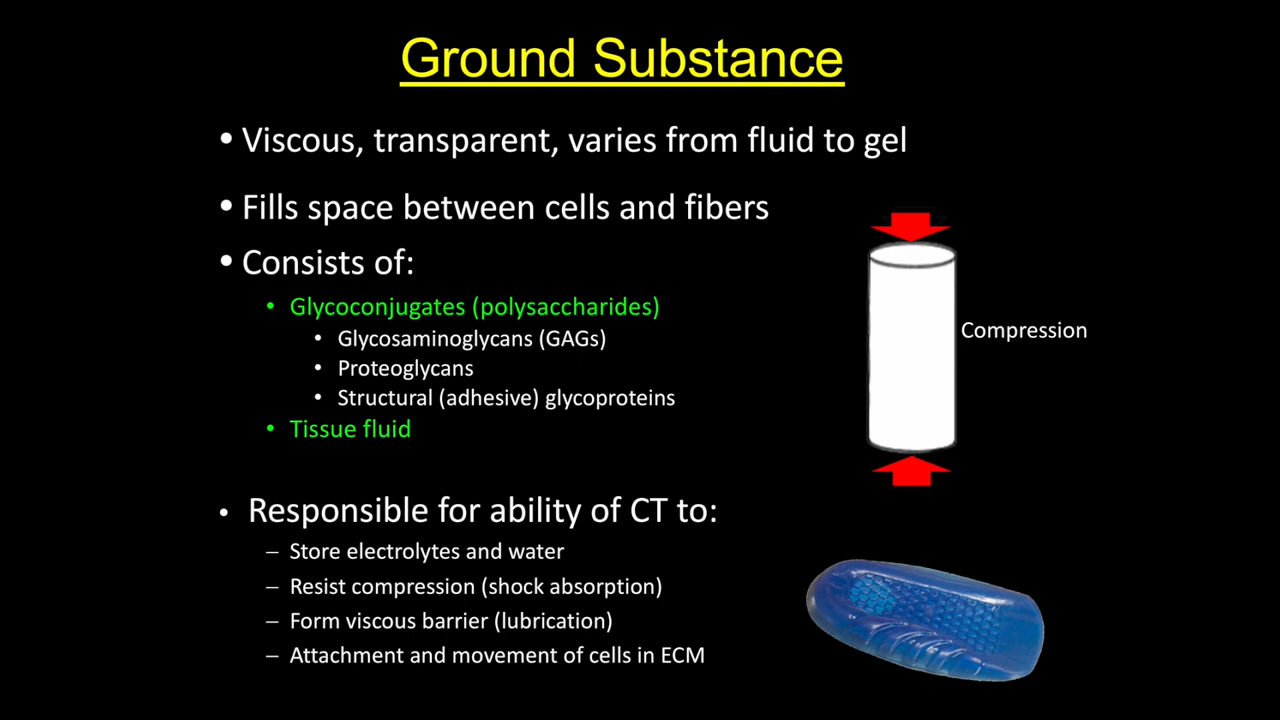 Ground Substance
• Viscous, transparent, varies from fluid to gel
• Fills space between cells and fibers
• Consists of:
• Glycoconjugates (polysaccharides)
• Glycosaminoglycans (GAGs)
• Proteoglycans
• Structural (adhesive) glycoproteins
• Tissue fluid
Compression
• Responsible for ability of CT to:
– Store electrolytes and water
– Resist compression (shock absorption)
– Form viscous barrier (lubrication)
– Attachment and movement of cells in ECM